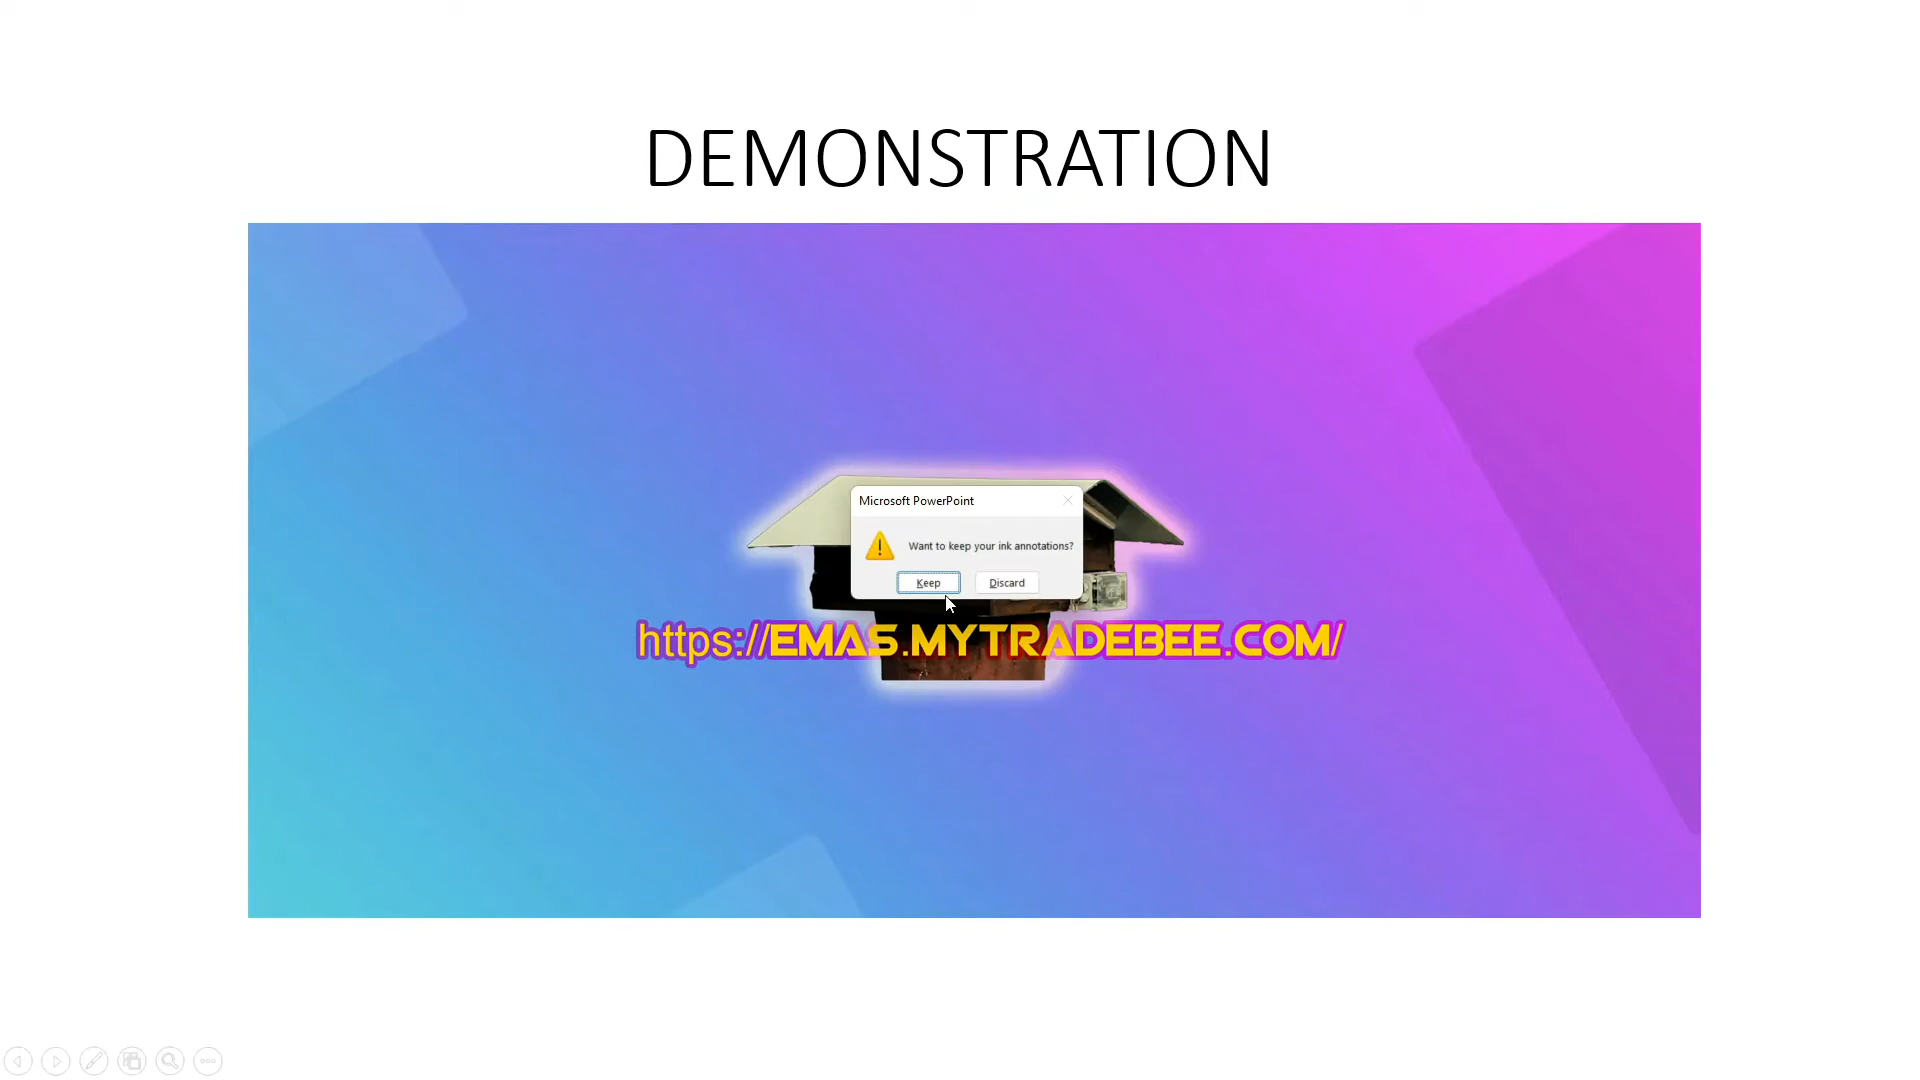 DEMONSTRATION
Microsoft PowerPoint
Want to keep your ink annotations?
Keep
Discard
https://EMAS.MYTRADEBEE.COM/